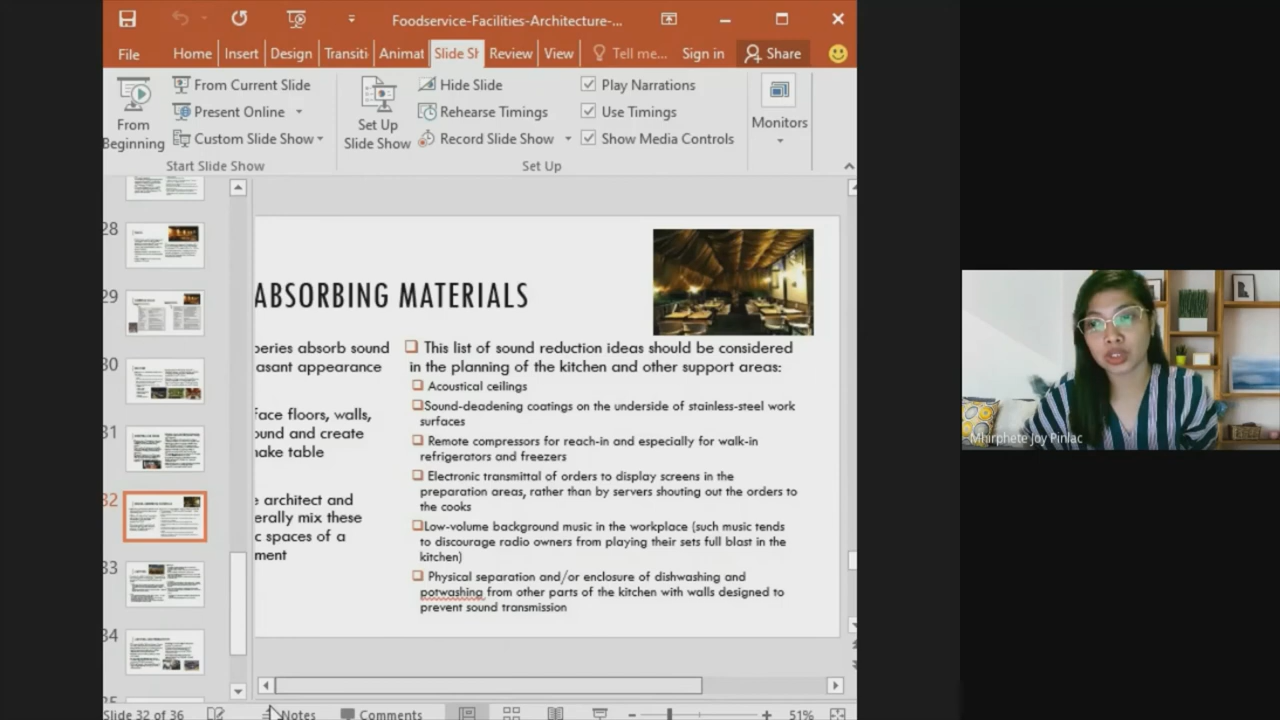 Foodservice-Facilities-Architecture-...
File Home Insert Design Transiti Animat Slide Sh Review View Tell me... Sign in Share
From Beginning
From Current Slide
Present Online
Custom Slide Show
Start Slide Show
Set Up Slide Show
Hide Slide
Rehearse Timings
Record Slide Show
Play Narrations
Use Timings
Show Media Controls
Set Up
Monitors
28
29
30
31
32
33
34
35
ABSORBING MATERIALS
peries absorb sound
asant appearance
face floors, walls,
ound and create
make table
e architect and
erally mix these
c spaces of a
ment
This list of sound reduction ideas should be considered
in the planning of the kitchen and other support areas:
Acoustical ceilings
Sound-deadening coatings on the underside of stainless-steel work
surfaces
Remote compressors for reach-in and especially for walk-in
refrigerators and freezers
Electronic transmittal of orders to display screens in the
preparation areas, rather than by servers shouting out the orders to
the cooks
Low-volume background music in the workplace (such music tends
to discourage radio owners from playing their sets full blast in the
kitchen)
Physical separation and/or enclosure of dishwashing and
potwashing from other parts of the kitchen with walls designed to
prevent sound transmission
Mhirphete Joy Pinlac
Slide 32 of 36 Notes Comments 51%